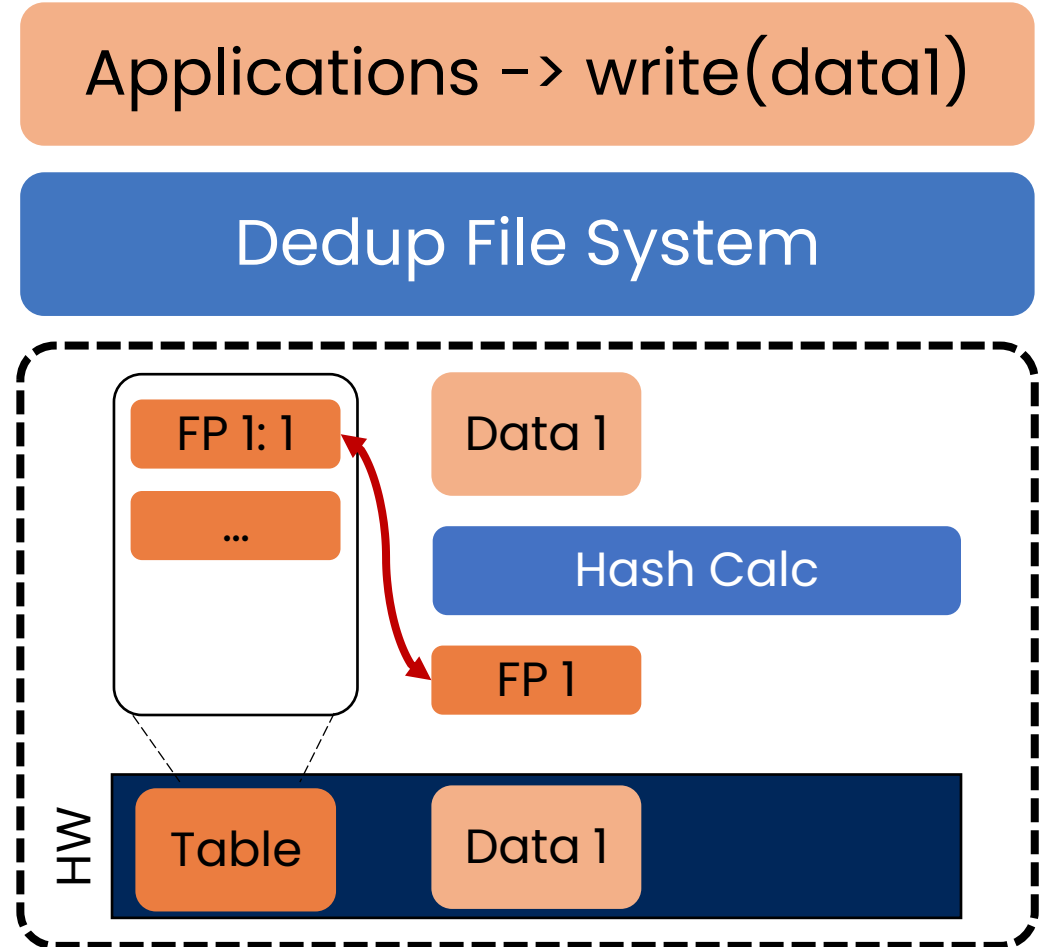 Applications -> write(data1)
Dedup File System
FP 1: 1
Data 1
...
Hash Calc
FP 1
HW
Table
Data 1